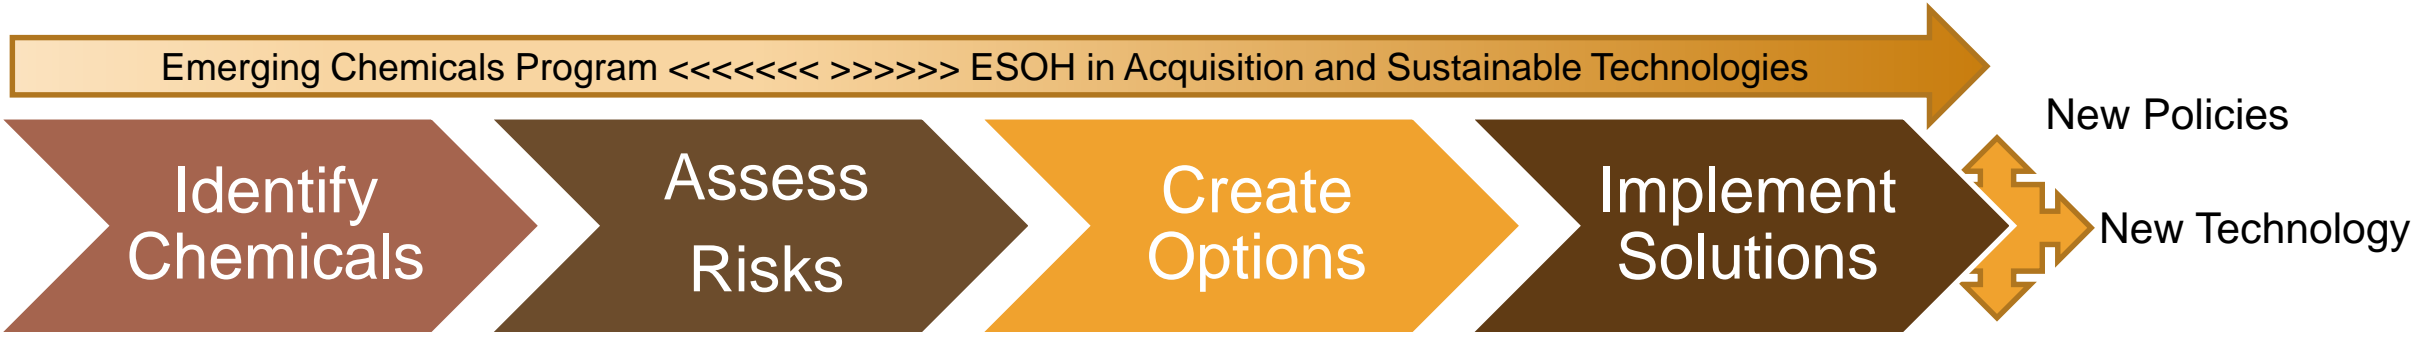 Emerging Chemicals Program <<<<<<< >>>>>> ESOH in Acquisition and Sustainable Technologies
Identify
Chemicals
Assess
Risks
Create
Options
Implement
Solutions
New Policies
New Technology